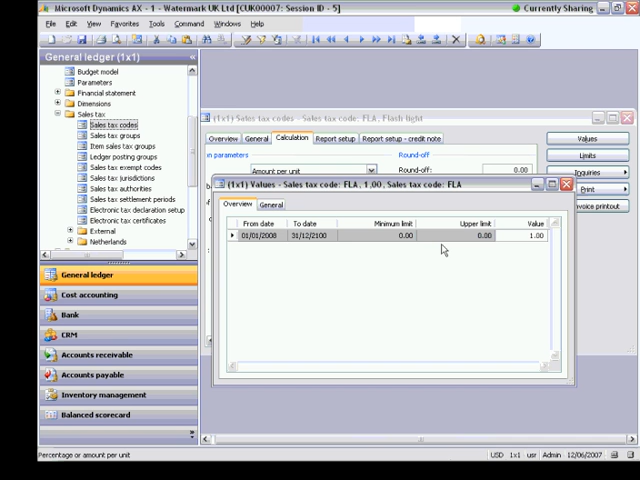 Microsoft Dynamics AX - 1 - Watermark UK Ltd [CUK00007: Session ID - 5]
Currently Sharing
File Edit View Favorites Tools Command Windows Help
General ledger (1x1)
Budget model
Parameters
Financial statement
Dimensions
Sales tax
Sales tax codes
Sales tax groups
Item sales tax groups
Ledger posting groups
Sales tax exempt codes
Sales tax jurisdictions
Sales tax authorities
Sales tax settlement periods
Electronic tax declaration setup
Electronic tax certificates
External
Netherlands
General ledger
Cost accounting
Bank
CRM
Accounts receivable
Accounts payable
Inventory management
Balanced scorecard
(1x1) Sales tax codes - Sales tax code: FLA, Flash light
Overview General Calculation Report setup Report setup - credit note
n parameters
Round-off
Amount per unit
Round-off: 0.00
Values
Limits
Inquiries
Print
nvoice printout
(1x1) Values - Sales tax code: FLA, 1,00, Sales tax code: FLA
Overview General
From date To date Minimum limit Upper limit Value
01/01/2008 31/12/2100 0.00 0.00 1.00
Percentage or amount per unit
USD 1x1 usr Admin 12/06/2007